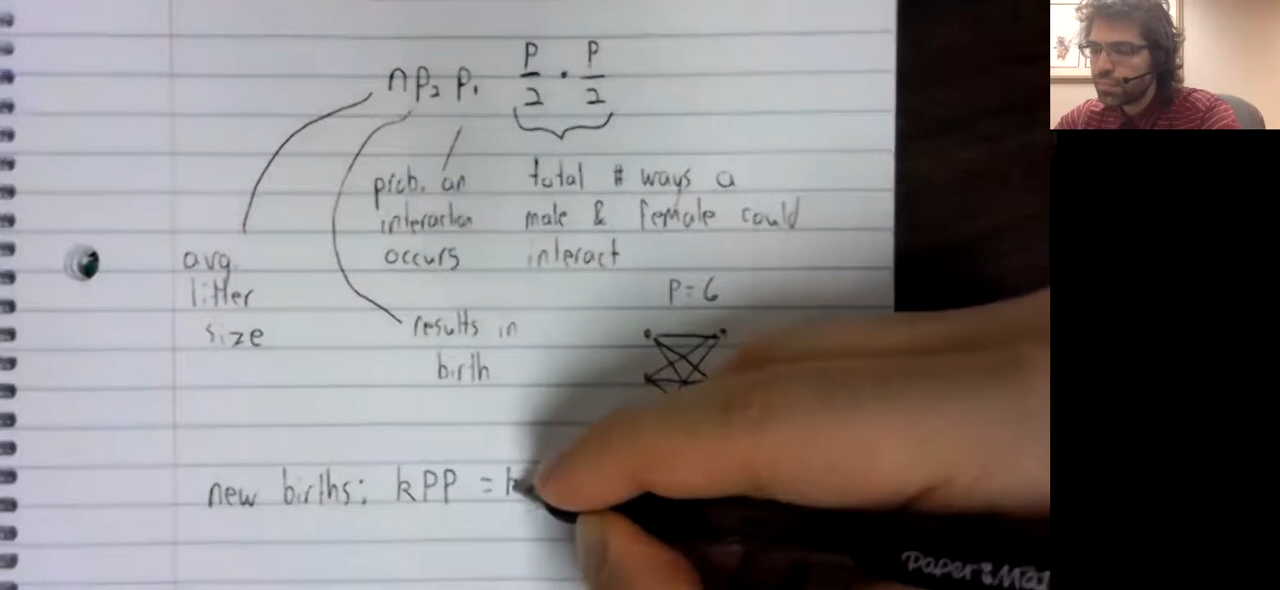 n p₂ p₁ P/2 · P/2
prob. an
interaction
occurs
total # ways a
male & female could
interact
avg.
litter
size
results in
birth
P=6
new births: kPP = k
PaperMa